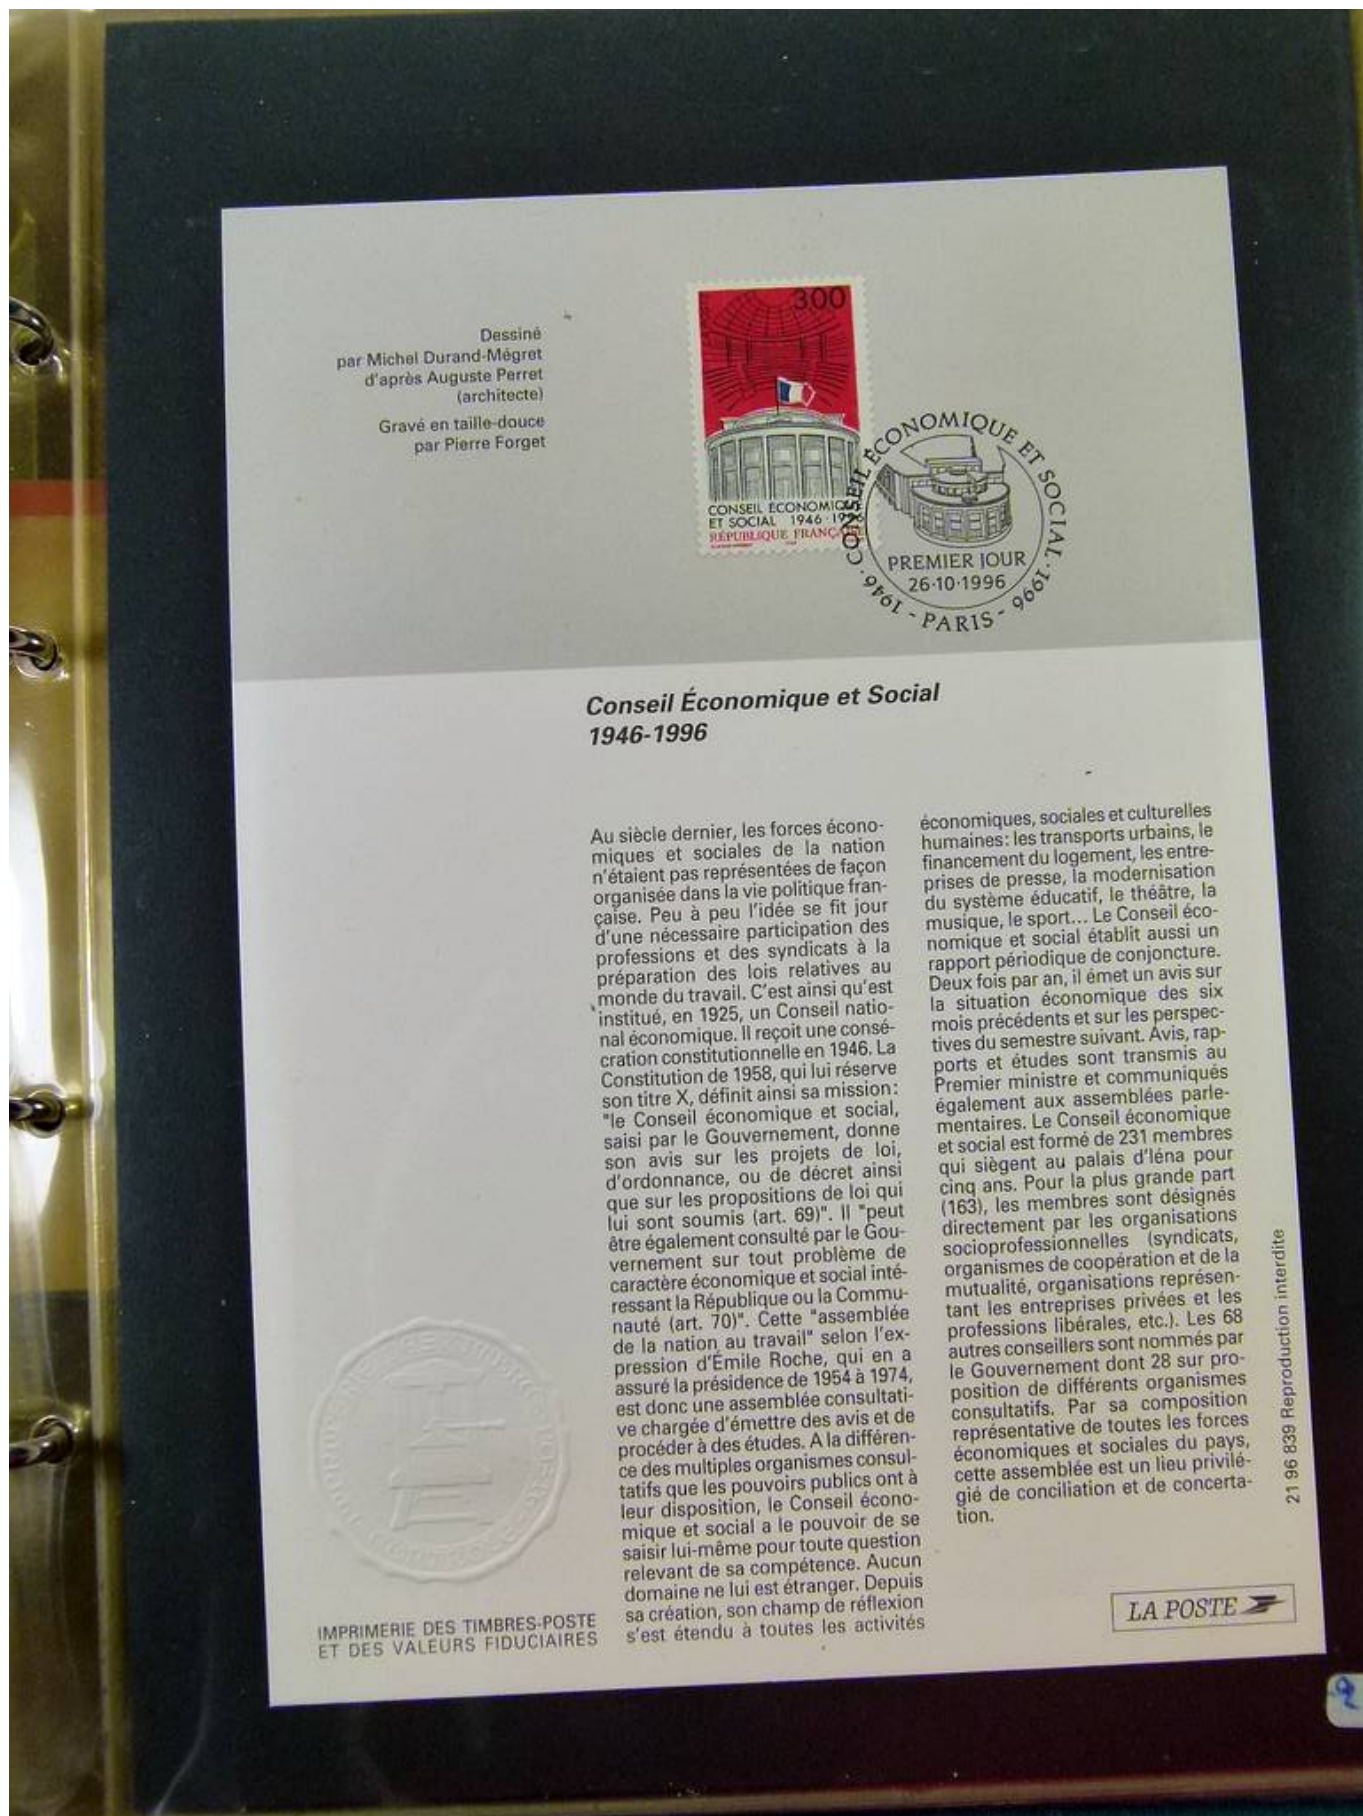 Dessiné
par Michel Durand-Mégret
d'après Auguste Perret
(architecte)
Gravé en taille-douce
par Pierre Forget
300
CONSEIL ÉCONOMIQUE
ET SOCIAL 1946-1996
RÉPUBLIQUE FRANÇAISE
CONSEIL ÉCONOMIQUE ET SOCIAL
PREMIER JOUR
26·10·1996
1946 - PARIS - 1996
Conseil Économique et Social
1946-1996
Au siècle dernier, les forces écono-
miques et sociales de la nation
n'étaient pas représentées de façon
organisée dans la vie politique fran-
çaise. Peu à peu l'idée se fit jour
d'une nécessaire participation des
professions et des syndicats à la
préparation des lois relatives au
monde du travail. C'est ainsi qu'est
institué, en 1925, un Conseil natio-
nal économique. Il reçoit une consé-
cration constitutionnelle en 1946. La
Constitution de 1958, qui lui réserve
son titre X, définit ainsi sa mission:
"le Conseil économique et social,
saisi par le Gouvernement, donne
son avis sur les projets de loi,
d'ordonnance, ou de décret ainsi
que sur les propositions de loi qui
lui sont soumis (art. 69)". Il "peut
être également consulté par le Gou-
vernement sur tout problème de
caractère économique et social inté-
ressant la République ou la Commu-
nauté (art. 70)". Cette "assemblée
de la nation au travail" selon l'ex-
pression d'Émile Roche, qui en a
assuré la présidence de 1954 à 1974,
est donc une assemblée consultati-
ve chargée d'émettre des avis et de
procéder à des études. A la différen-
ce des multiples organismes consul-
tatifs que les pouvoirs publics ont à
leur disposition, le Conseil écono-
mique et social a le pouvoir de se
saisir lui-même pour toute question
relevant de sa compétence. Aucun
domaine ne lui est étranger. Depuis
sa création, son champ de réflexion
s'est étendu à toutes les activités
économiques, sociales et culturelles
humaines: les transports urbains, le
financement du logement, les entre-
prises de presse, la modernisation
du système éducatif, le théâtre, la
musique, le sport... Le Conseil éco-
nomique et social établit aussi un
rapport périodique de conjoncture.
Deux fois par an, il émet un avis sur
la situation économique des six
mois précédents et sur les perspec-
tives du semestre suivant. Avis, rap-
ports et études sont transmis au
Premier ministre et communiqués
également aux assemblées parle-
mentaires. Le Conseil économique
et social est formé de 231 membres
qui siègent au palais d'Iéna pour
cinq ans. Pour la plus grande part
(163), les membres sont désignés
directement par les organisations
socioprofessionnelles (syndicats,
organismes de coopération et de la
mutualité, organisations représen-
tant les entreprises privées et les
professions libérales, etc.). Les 68
autres conseillers sont nommés par
le Gouvernement dont 28 sur pro-
position de différents organismes
consultatifs. Par sa composition
représentative de toutes les forces
économiques et sociales du pays,
cette assemblée est un lieu privilé-
gié de conciliation et de concerta-
tion.
21 96 839 Reproduction interdite
IMPRIMERIE DES TIMBRES-POSTE
ET DES VALEURS FIDUCIAIRES
LA POSTE